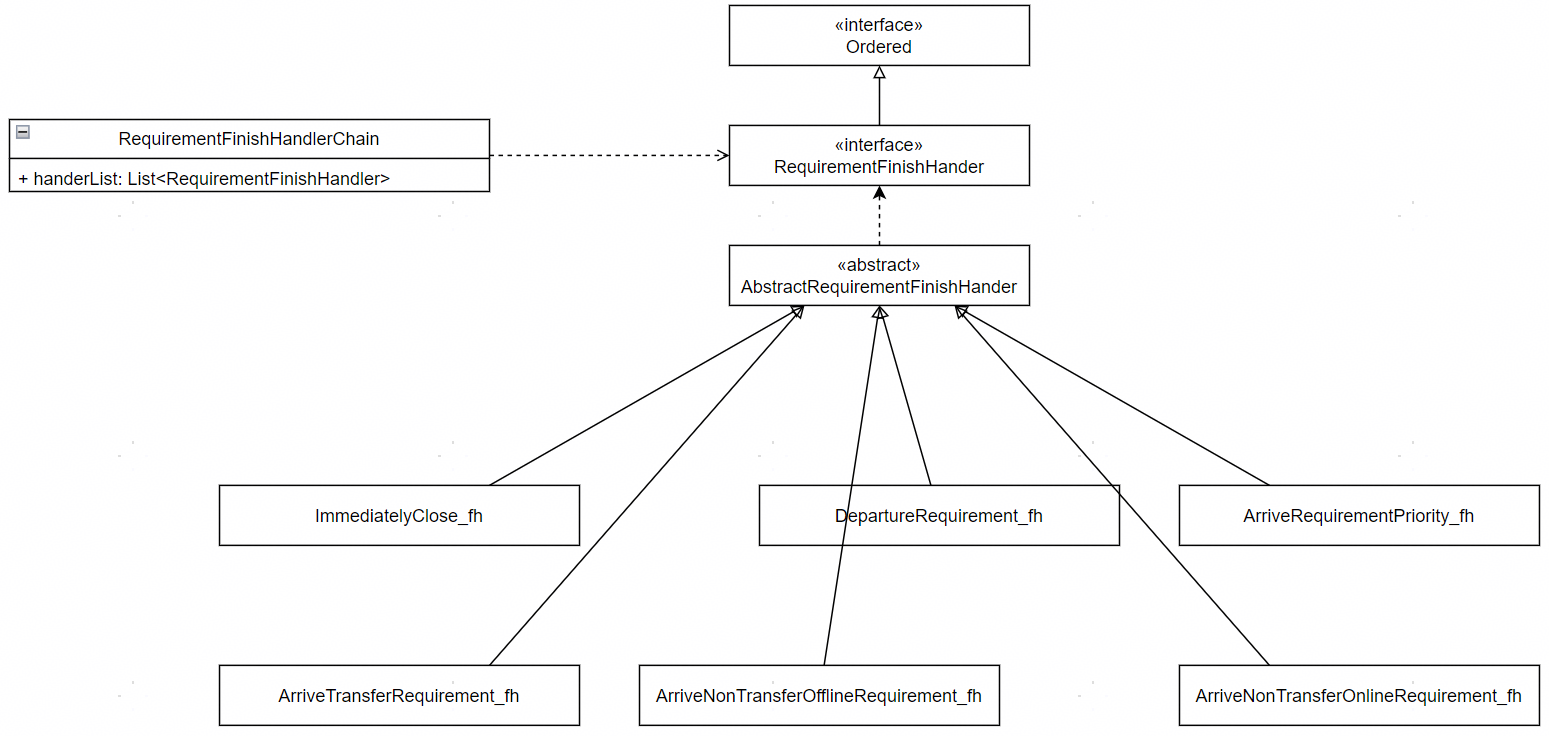 «interface»
Ordered
RequirementFinishHandlerChain
+ handerList: List<RequirementFinishHandler>
«interface»
RequirementFinishHander
«abstract»
AbstractRequirementFinishHander
ImmediatelyClose_fh
DepartureRequirement_fh
ArriveRequirementPriority_fh
ArriveTransferRequirement_fh
ArriveNonTransferOfflineRequirement_fh
ArriveNonTransferOnlineRequirement_fh